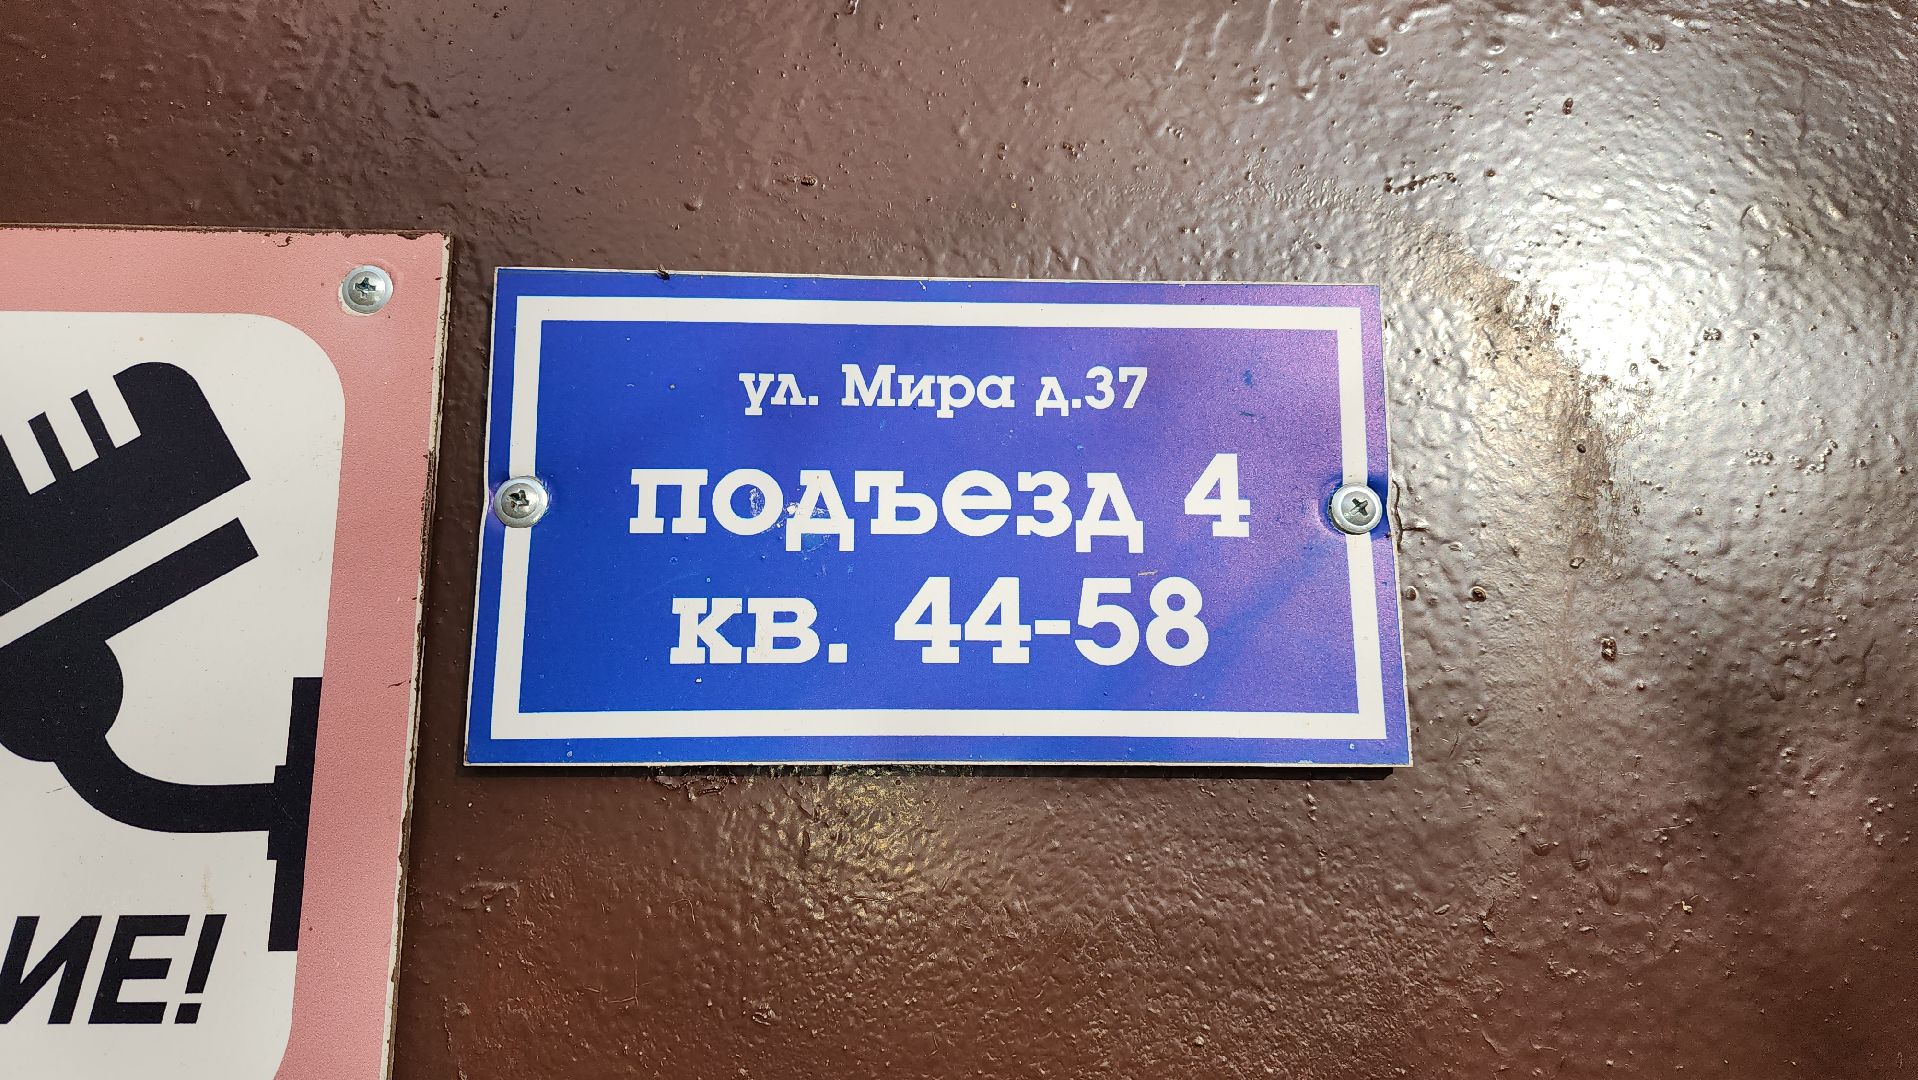 ул. Мира д.37
подъезд 4
кв. 44-58
ИЕ!